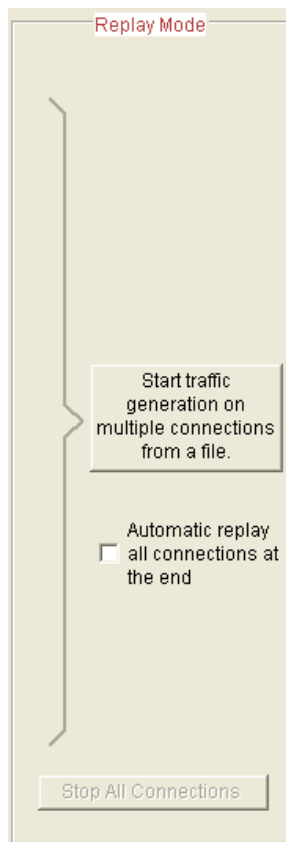 Replay Mode
Start traffic
generation on
multiple connections
from a file.
Automatic replay
all connections at
the end
Stop All Connections